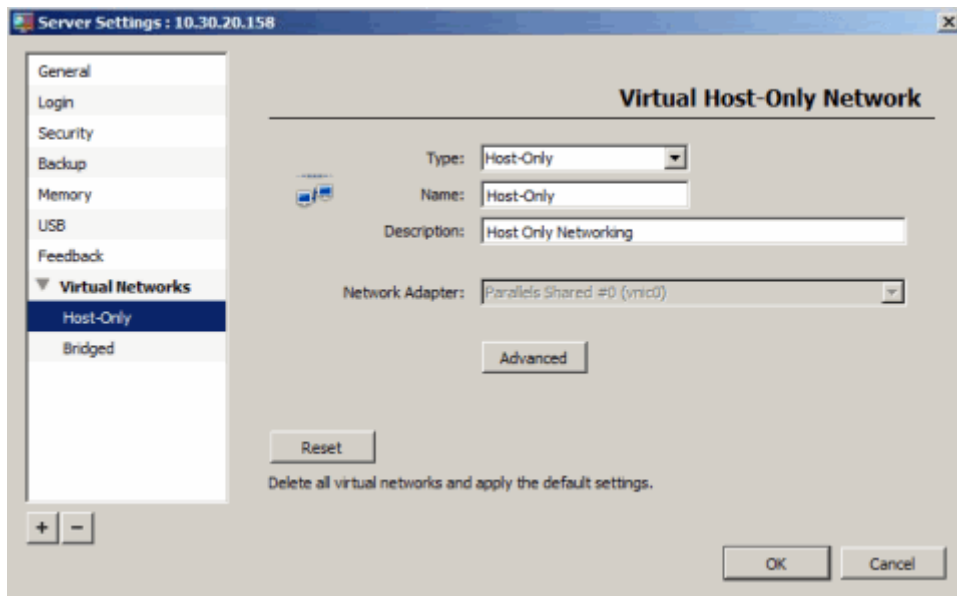 Server Settings : 10.30.20.158
General
Login
Security
Backup
Memory
USB
Feedback
Virtual Networks
Host-Only
Bridged
+ −
Virtual Host-Only Network
Type: Host-Only
Name: Host-Only
Description: Host Only Networking
Network Adapter: Parallels Shared #0 (vnic0)
Advanced
Reset
Delete all virtual networks and apply the default settings.
OK Cancel